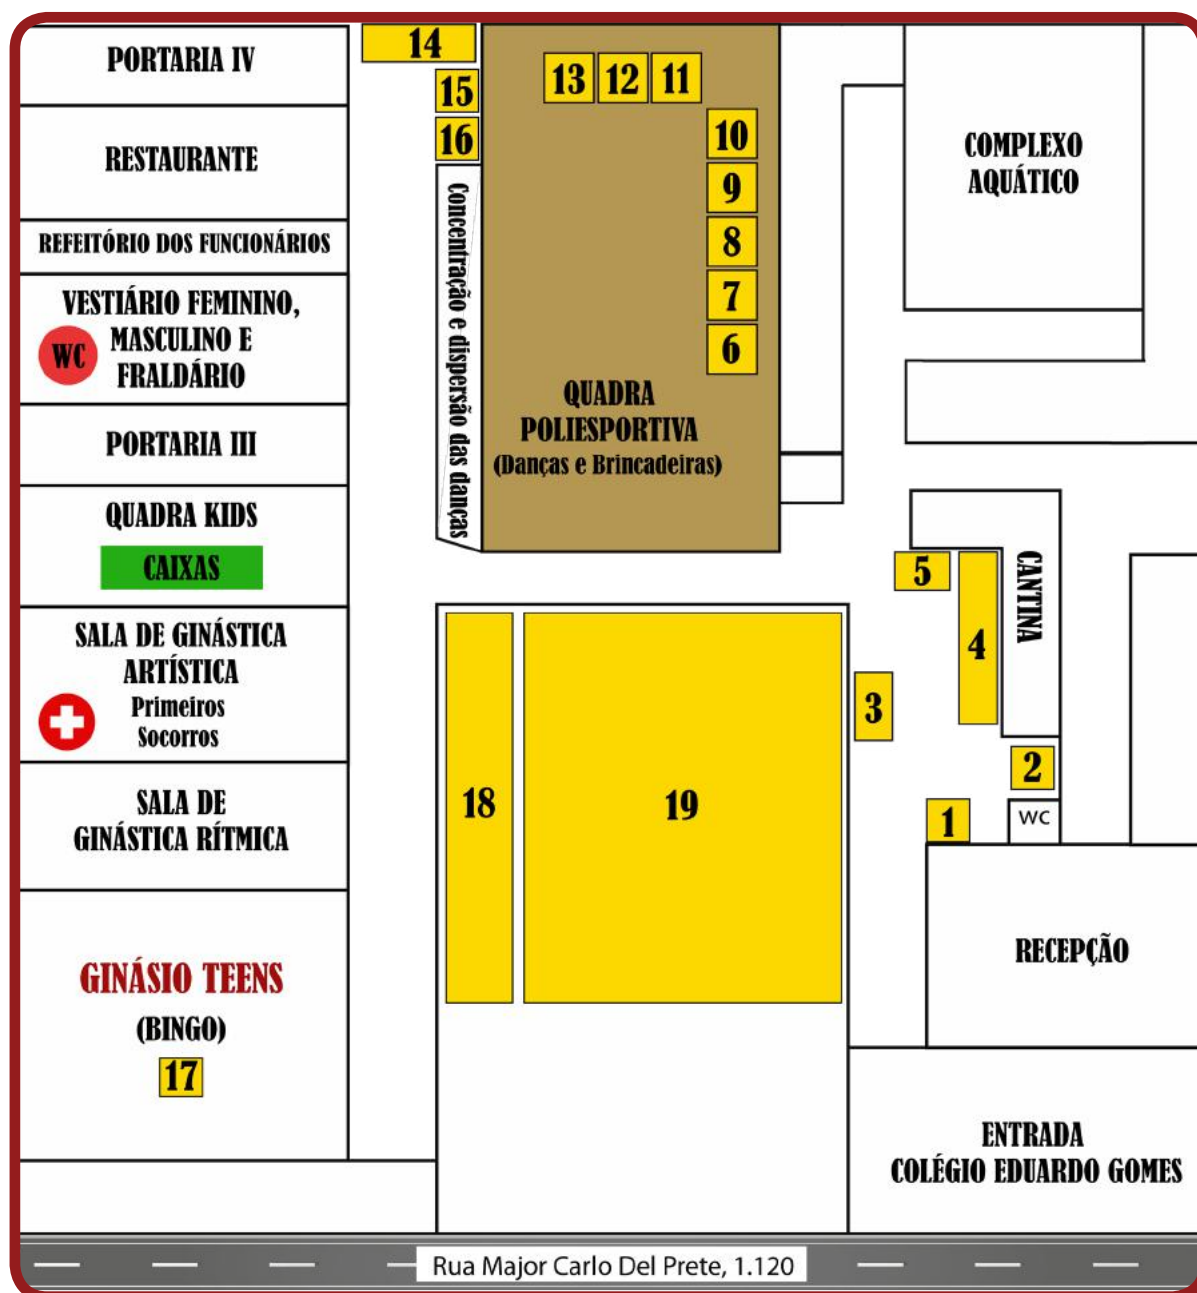 PORTARIA IV
RESTAURANTE
REFEITÓRIO DOS FUNCIONÁRIOS
VESTIÁRIO FEMININO,
MASCULINO E
FRALDÁRIO
WC
PORTARIA III
QUADRA KIDS
CAIXAS
SALA DE GINÁSTICA
ARTÍSTICA
Primeiros
Socorros
SALA DE
GINÁSTICA RÍTMICA
GINÁSIO TEENS
(BINGO)
17
14
15
16
Concentração e dispersão das danças
13 12 11
10
9
8
7
6
QUADRA
POLIESPORTIVA
(Danças e Brincadeiras)
COMPLEXO
AQUÁTICO
5
4
CANTINA
3
2
1
WC
18
19
RECEPÇÃO
ENTRADA
COLÉGIO EDUARDO GOMES
Rua Major Carlo Del Prete, 1.120